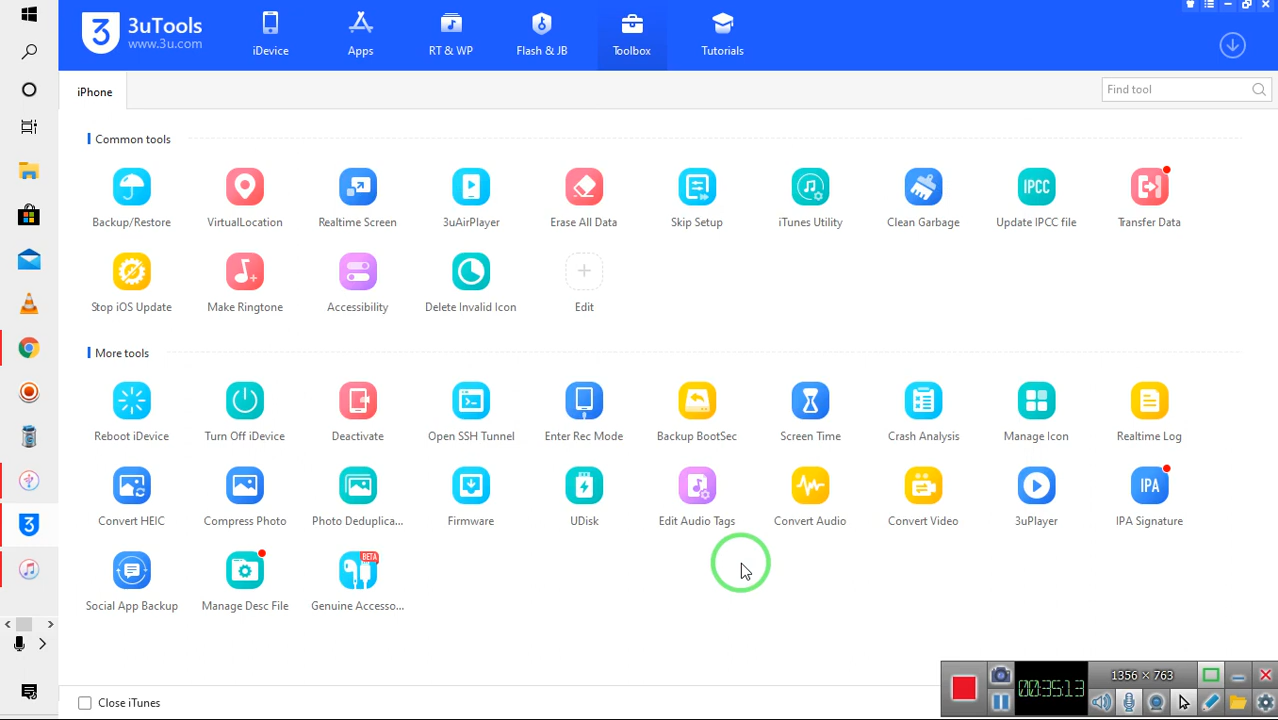 3 3uTools
www.3u.com
iDevice
Apps
RT & WP
Flash & JB
Toolbox
Tutorials
iPhone
Find tool
Common tools
Backup/Restore
VirtualLocation
Realtime Screen
3uAirPlayer
Erase All Data
Skip Setup
iTunes Utility
Clean Garbage
IPCC
Update IPCC file
Transfer Data
Stop iOS Update
Make Ringtone
Accessibility
Delete Invalid Icon
Edit
More tools
Reboot iDevice
Turn Off iDevice
Deactivate
Open SSH Tunnel
Enter Rec Mode
Backup BootSec
Screen Time
Crash Analysis
Manage Icon
Realtime Log
Convert HEIC
Compress Photo
Photo Deduplica...
Firmware
UDisk
Edit Audio Tags
Convert Audio
Convert Video
3uPlayer
IPA
IPA Signature
Social App Backup
Manage Desc File
BETA
Genuine Accesso...
Close iTunes
00:35:13
1356 × 763